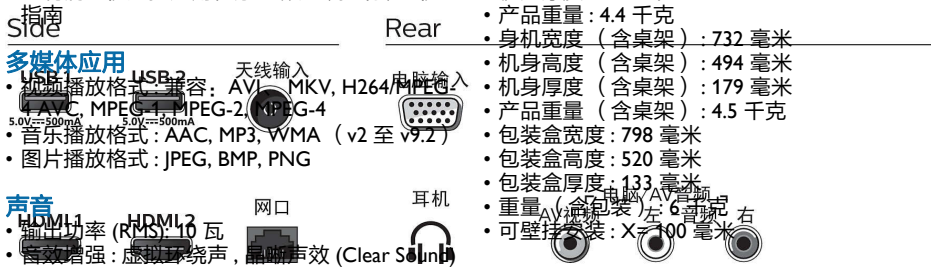 指南
Side
Rear
多媒体应用
• 视频播放格式 : 兼容：AVI、 MKV, H264/MPEG-
4 AVC, MPEG-1, MPEG-2, MPEG-4
• 音乐播放格式 : AAC, MP3, WMA （v2 至 v9.2 ）
• 图片播放格式 : JPEG, BMP, PNG
USB 1
USB 2
天线输入
电脑输入
5.0V⎓500mA
5.0V⎓500mA
声音
• 输出功率 (RMS): 10 瓦
• 音效增强 : 虚拟环绕声 , 晶晰声效 (Clear Sound)
HDMI 1
HDMI 2
网口
耳机
• 产品重量 : 4.4 千克
• 身机宽度 （含桌架） : 732 毫米
• 机身高度 （含桌架） : 494 毫米
• 机身厚度 （含桌架） : 179 毫米
• 产品重量 （含桌架） : 4.5 千克
• 包装盒宽度 : 798 毫米
• 包装盒高度 : 520 毫米
• 包装盒厚度 : 133 毫米
• 重量 （含包装） : 6 千克
• 可壁挂安装 : X= 100 毫米
电脑/AV音频
AV视频
左 音频 右